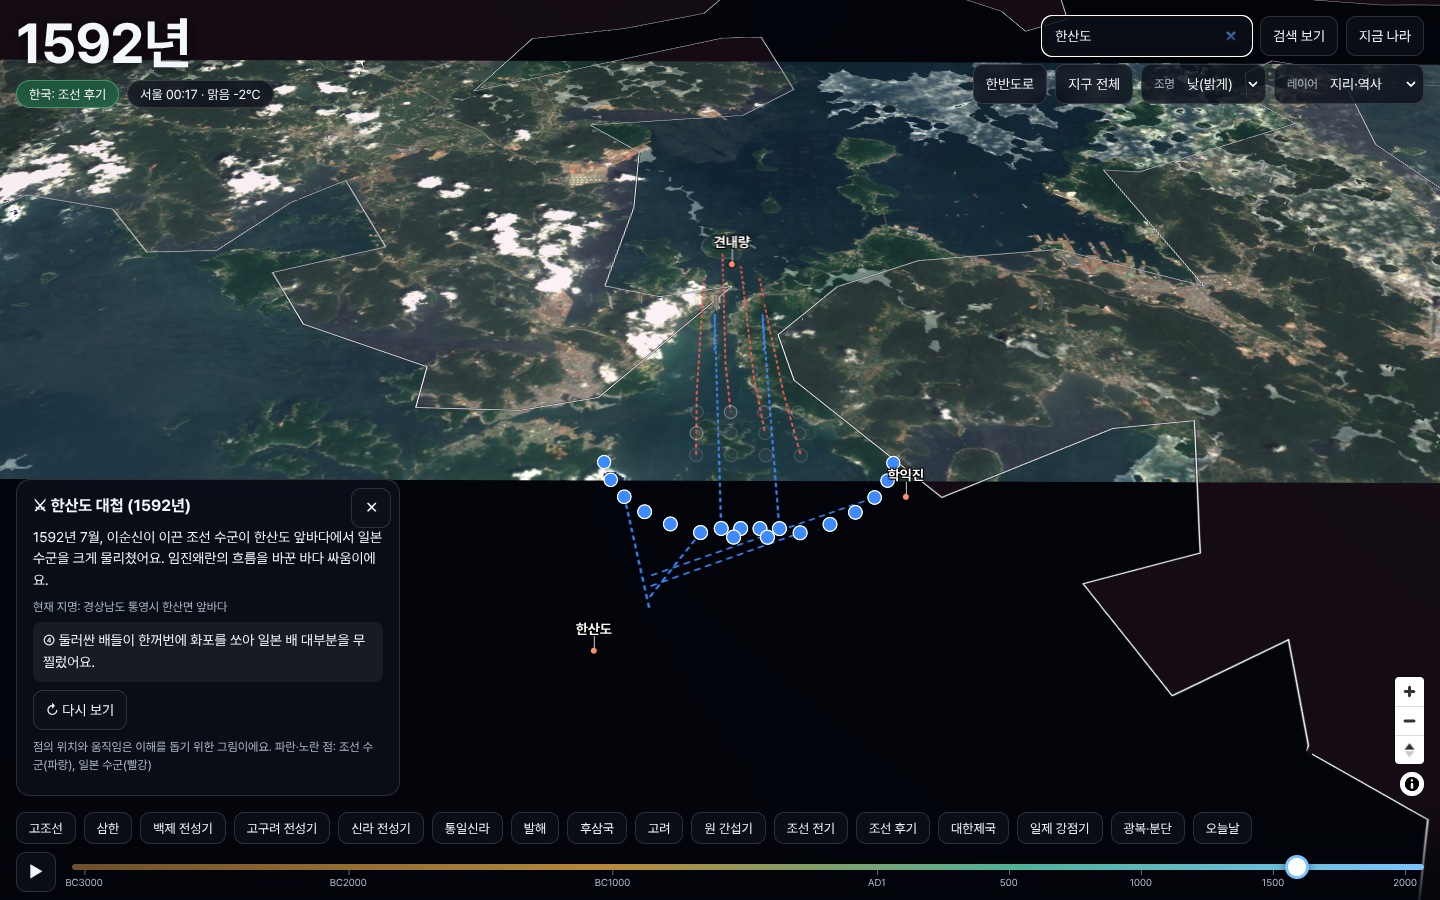 1592년
한국: 조선 후기
서울 00:17 · 맑음 -2°C
한산도 ✕
검색 보기
지금 나라
한반도로
지구 전체
조명 낮(밝게)
레이어 지리·역사
견내량
학익진
한산도
⚔ 한산도 대첩 (1592년)
✕
1592년 7월, 이순신이 이끈 조선 수군이 한산도 앞바다에서 일본
수군을 크게 물리쳤어요. 임진왜란의 흐름을 바꾼 바다 싸움이에
요.
현재 지명: 경상남도 통영시 한산면 앞바다
④ 둘러싼 배들이 한꺼번에 화포를 쏘아 일본 배 대부분을 무
찔렀어요.
↻ 다시 보기
점의 위치와 움직임은 이해를 돕기 위한 그림이에요. 파란·노란 점: 조선 수
군(파랑), 일본 수군(빨강)
고조선
삼한
백제 전성기
고구려 전성기
신라 전성기
통일신라
발해
후삼국
고려
원 간섭기
조선 전기
조선 후기
대한제국
일제 강점기
광복·분단
오늘날
BC3000
BC2000
BC1000
AD1
500
1000
1500
2000